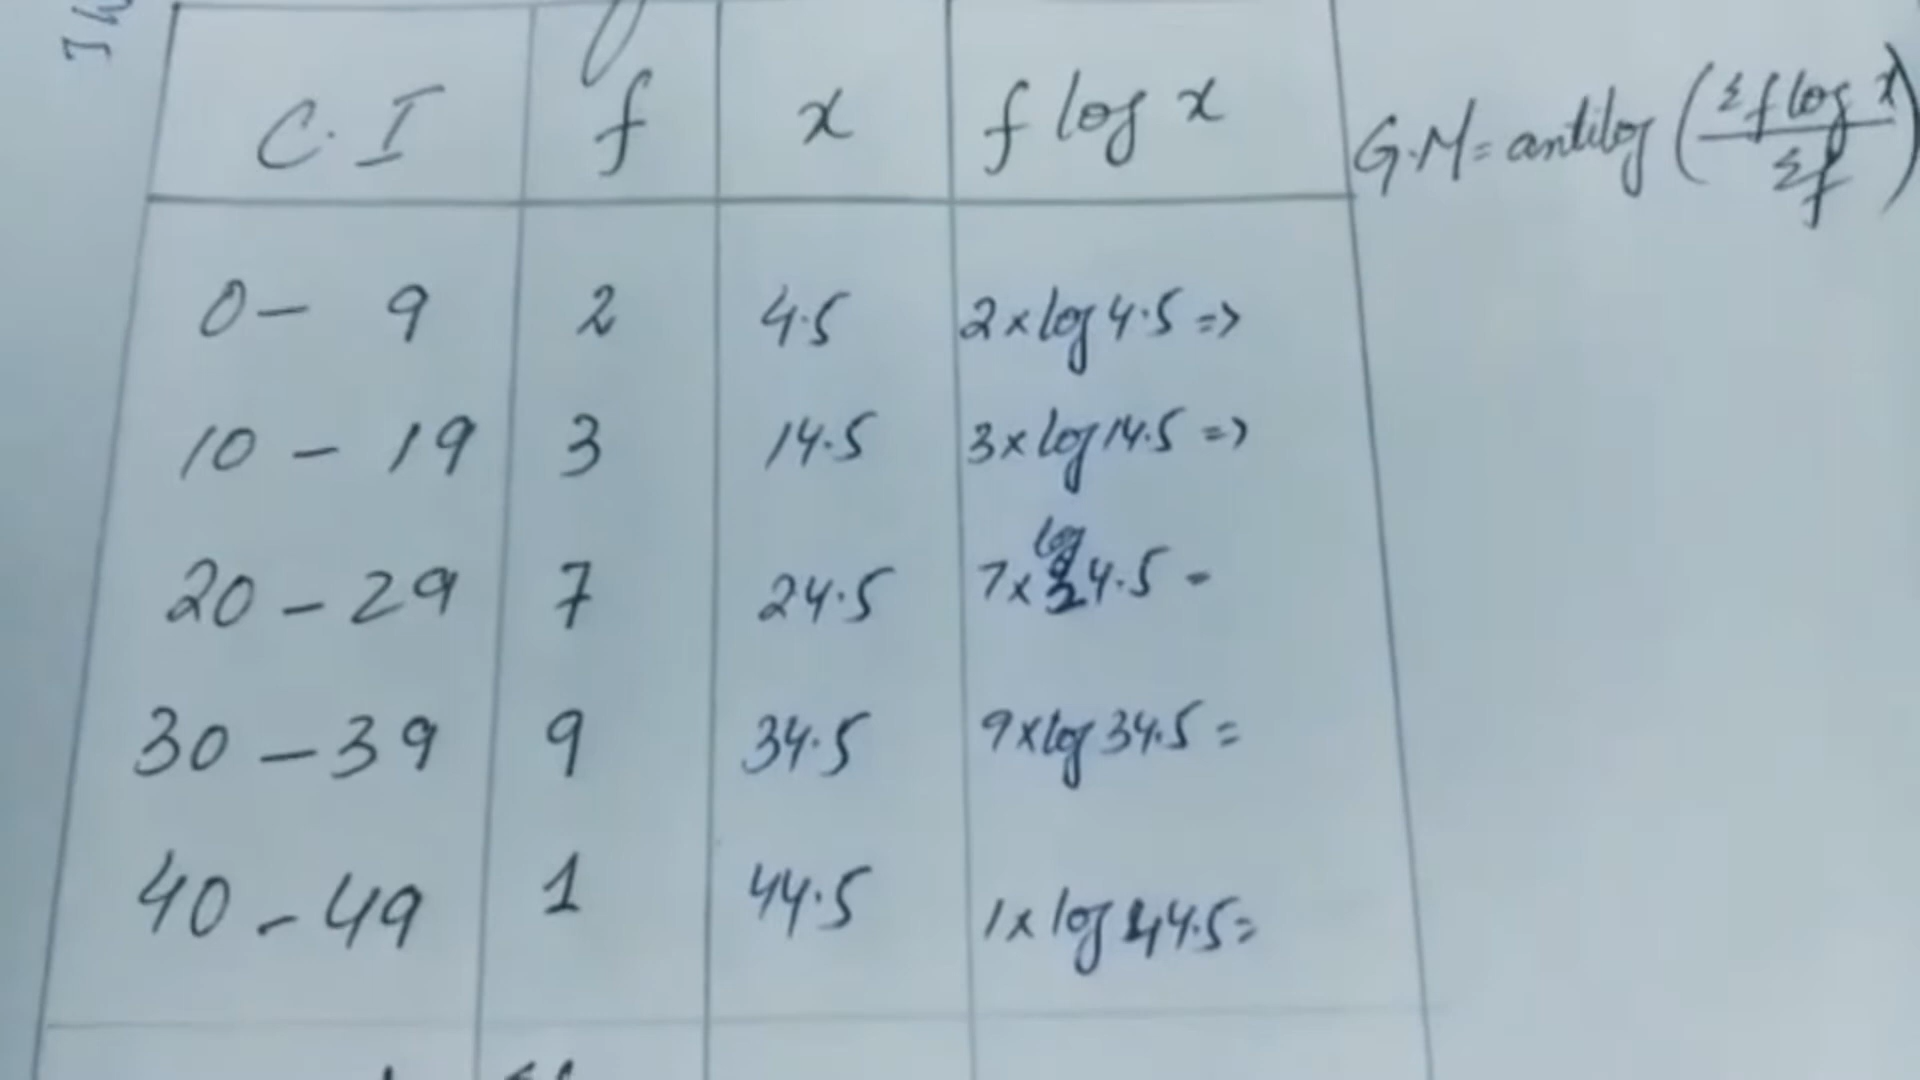 C.I f x f log x G.M = antilog (Σf log x / Σf)
0 - 9 2 4.5 2 x log 4.5 =>
10 - 19 3 14.5 3 x log 14.5 =>
20 - 29 7 24.5 7 x log 24.5 -
30 - 39 9 34.5 9 x log 34.5 =
40 - 49 1 44.5 1 x log 44.5 =